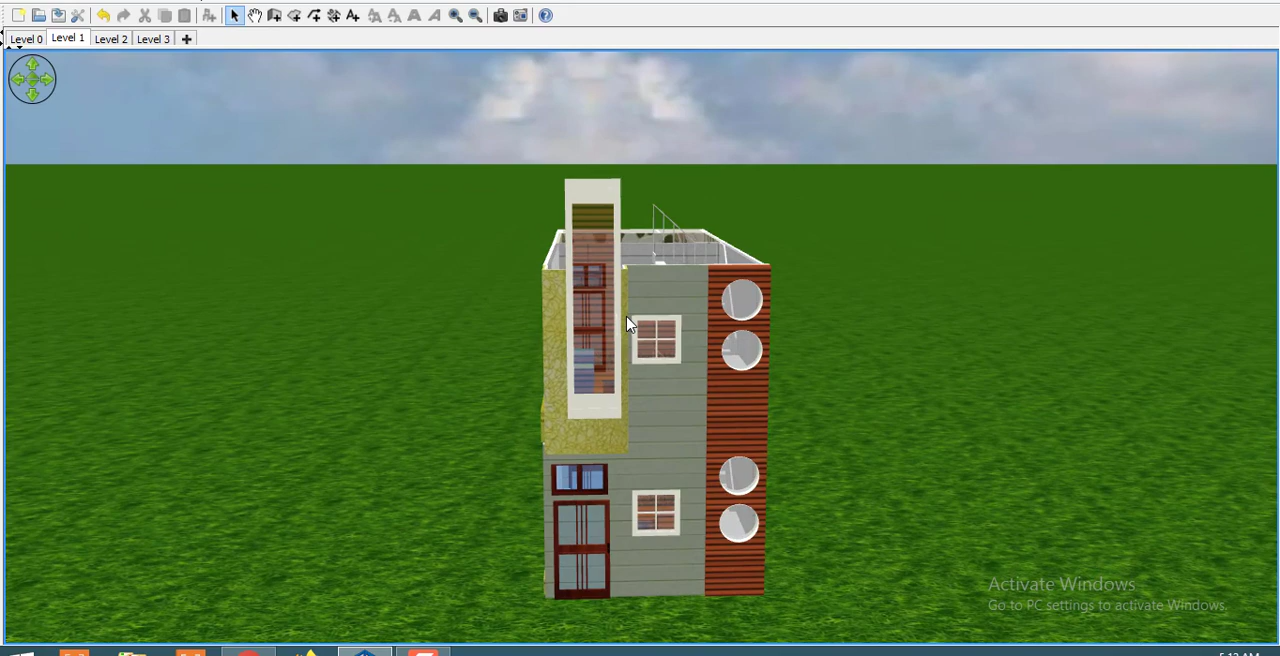 Level 0 Level 1 Level 2 Level 3
Activate Windows
Go to PC settings to activate Windows.